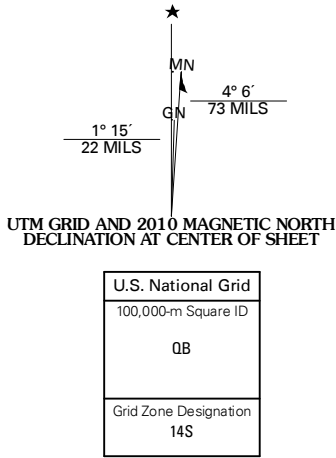 ★
MN
4° 6´
73 MILS
GN
1° 15´
22 MILS
UTM GRID AND 2010 MAGNETIC NORTH
DECLINATION AT CENTER OF SHEET
U.S. National Grid
100,000-m Square ID
QB
Grid Zone Designation
14S